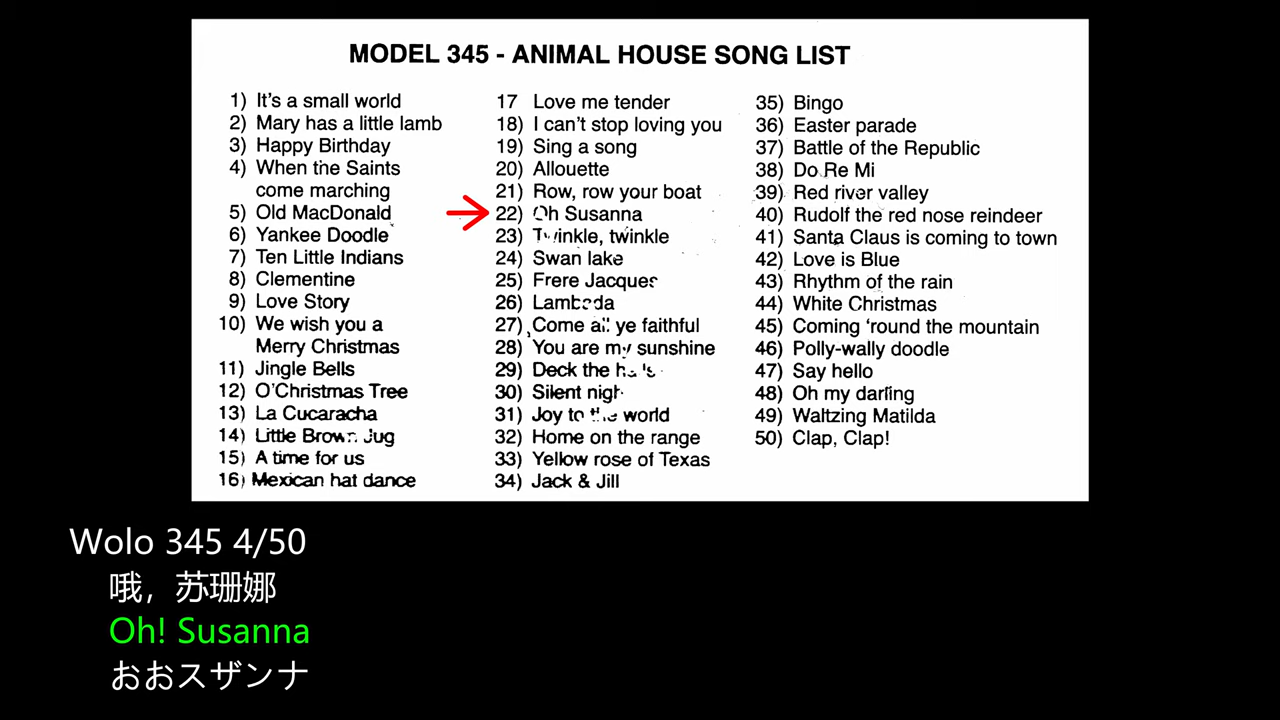 MODEL 345 - ANIMAL HOUSE SONG LIST
1) It's a small world
2) Mary has a little lamb
3) Happy Birthday
4) When the Saints
come marching
5) Old MacDonald
6) Yankee Doodle
7) Ten Little Indians
8) Clementine
9) Love Story
10) We wish you a
Merry Christmas
11) Jingle Bells
12) O'Christmas Tree
13) La Cucaracha
14) Little Brown Jug
15) A time for us
16) Mexican hat dance
17 Love me tender
18) I can't stop loving you
19) Sing a song
20) Allouette
21) Row, row your boat
22) Oh Susanna
23) Twinkle, twinkle
24) Swan lake
25) Frere Jacques
26) Lambada
27) Come all ye faithful
28) You are my sunshine
29) Deck the halls
30) Silent night
31) Joy to the world
32) Home on the range
33) Yellow rose of Texas
34) Jack & Jill
35) Bingo
36) Easter parade
37) Battle of the Republic
38) Do Re Mi
39) Red river valley
40) Rudolf the red nose reindeer
41) Santa Claus is coming to town
42) Love is Blue
43) Rhythm of the rain
44) White Christmas
45) Coming 'round the mountain
46) Polly-wally doodle
47) Say hello
48) Oh my darling
49) Waltzing Matilda
50) Clap, Clap!
Wolo 345 4/50
哦，苏珊娜
Oh! Susanna
おおスザンナ